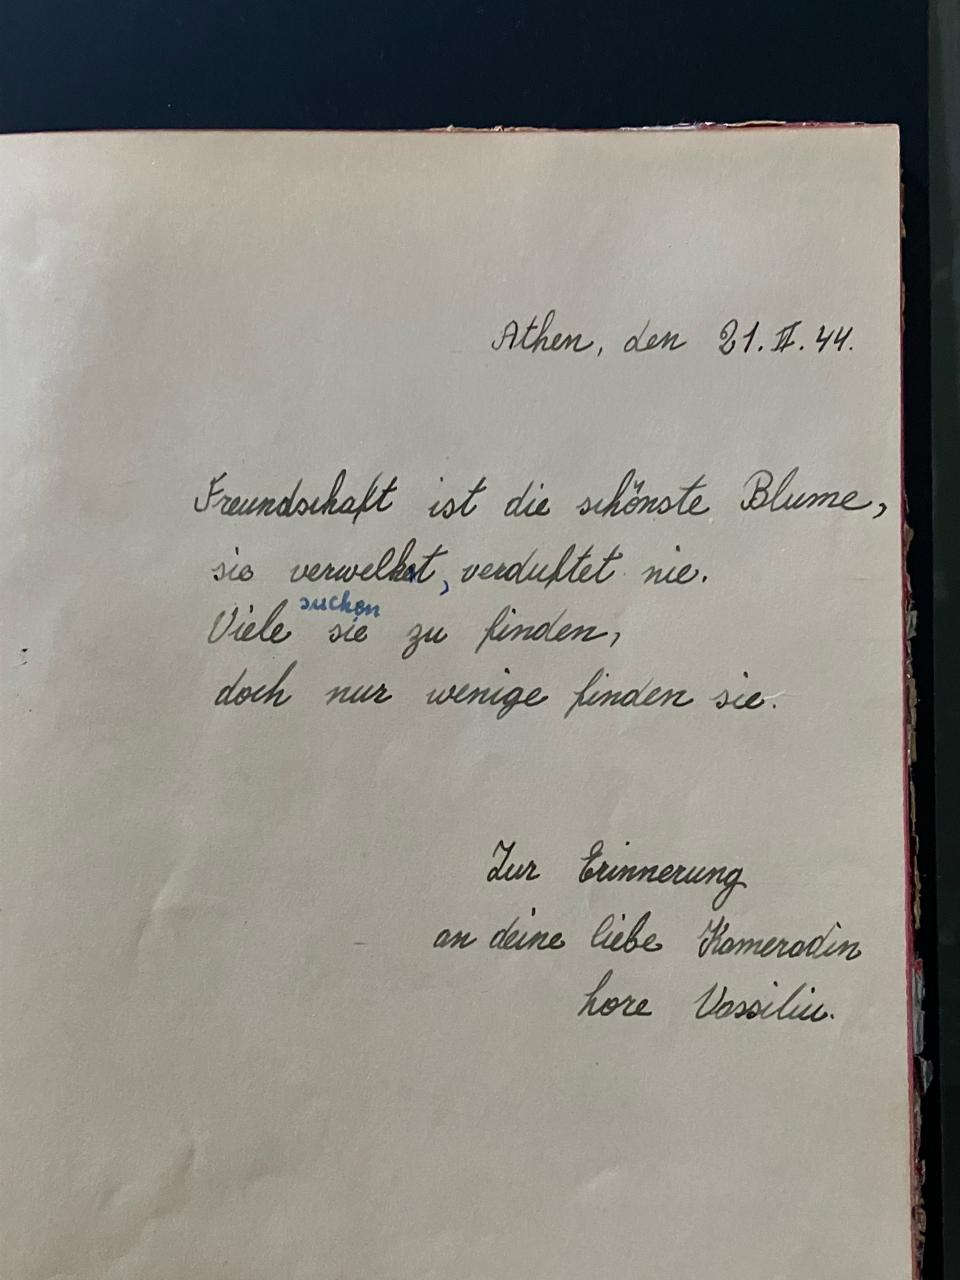 Athen, den 21. II. 44.
Freundschaft ist die schönste Blume,
sie verwelket, verduftet nie.
suchen
Viele sie zu finden,
doch nur wenige finden sie.
Zur Erinnerung
an deine liebe Kameradin
Lore Vassiliu.